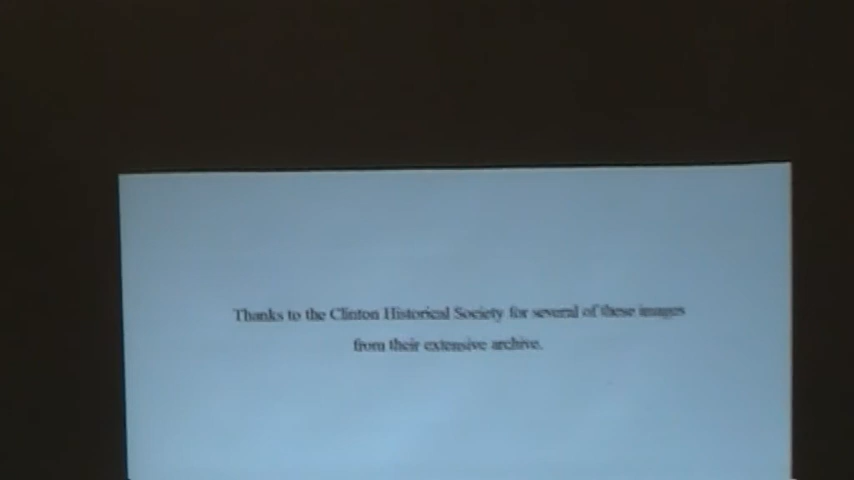 Thanks to the Clinton Historical Society for several of these images
from their extensive archive.